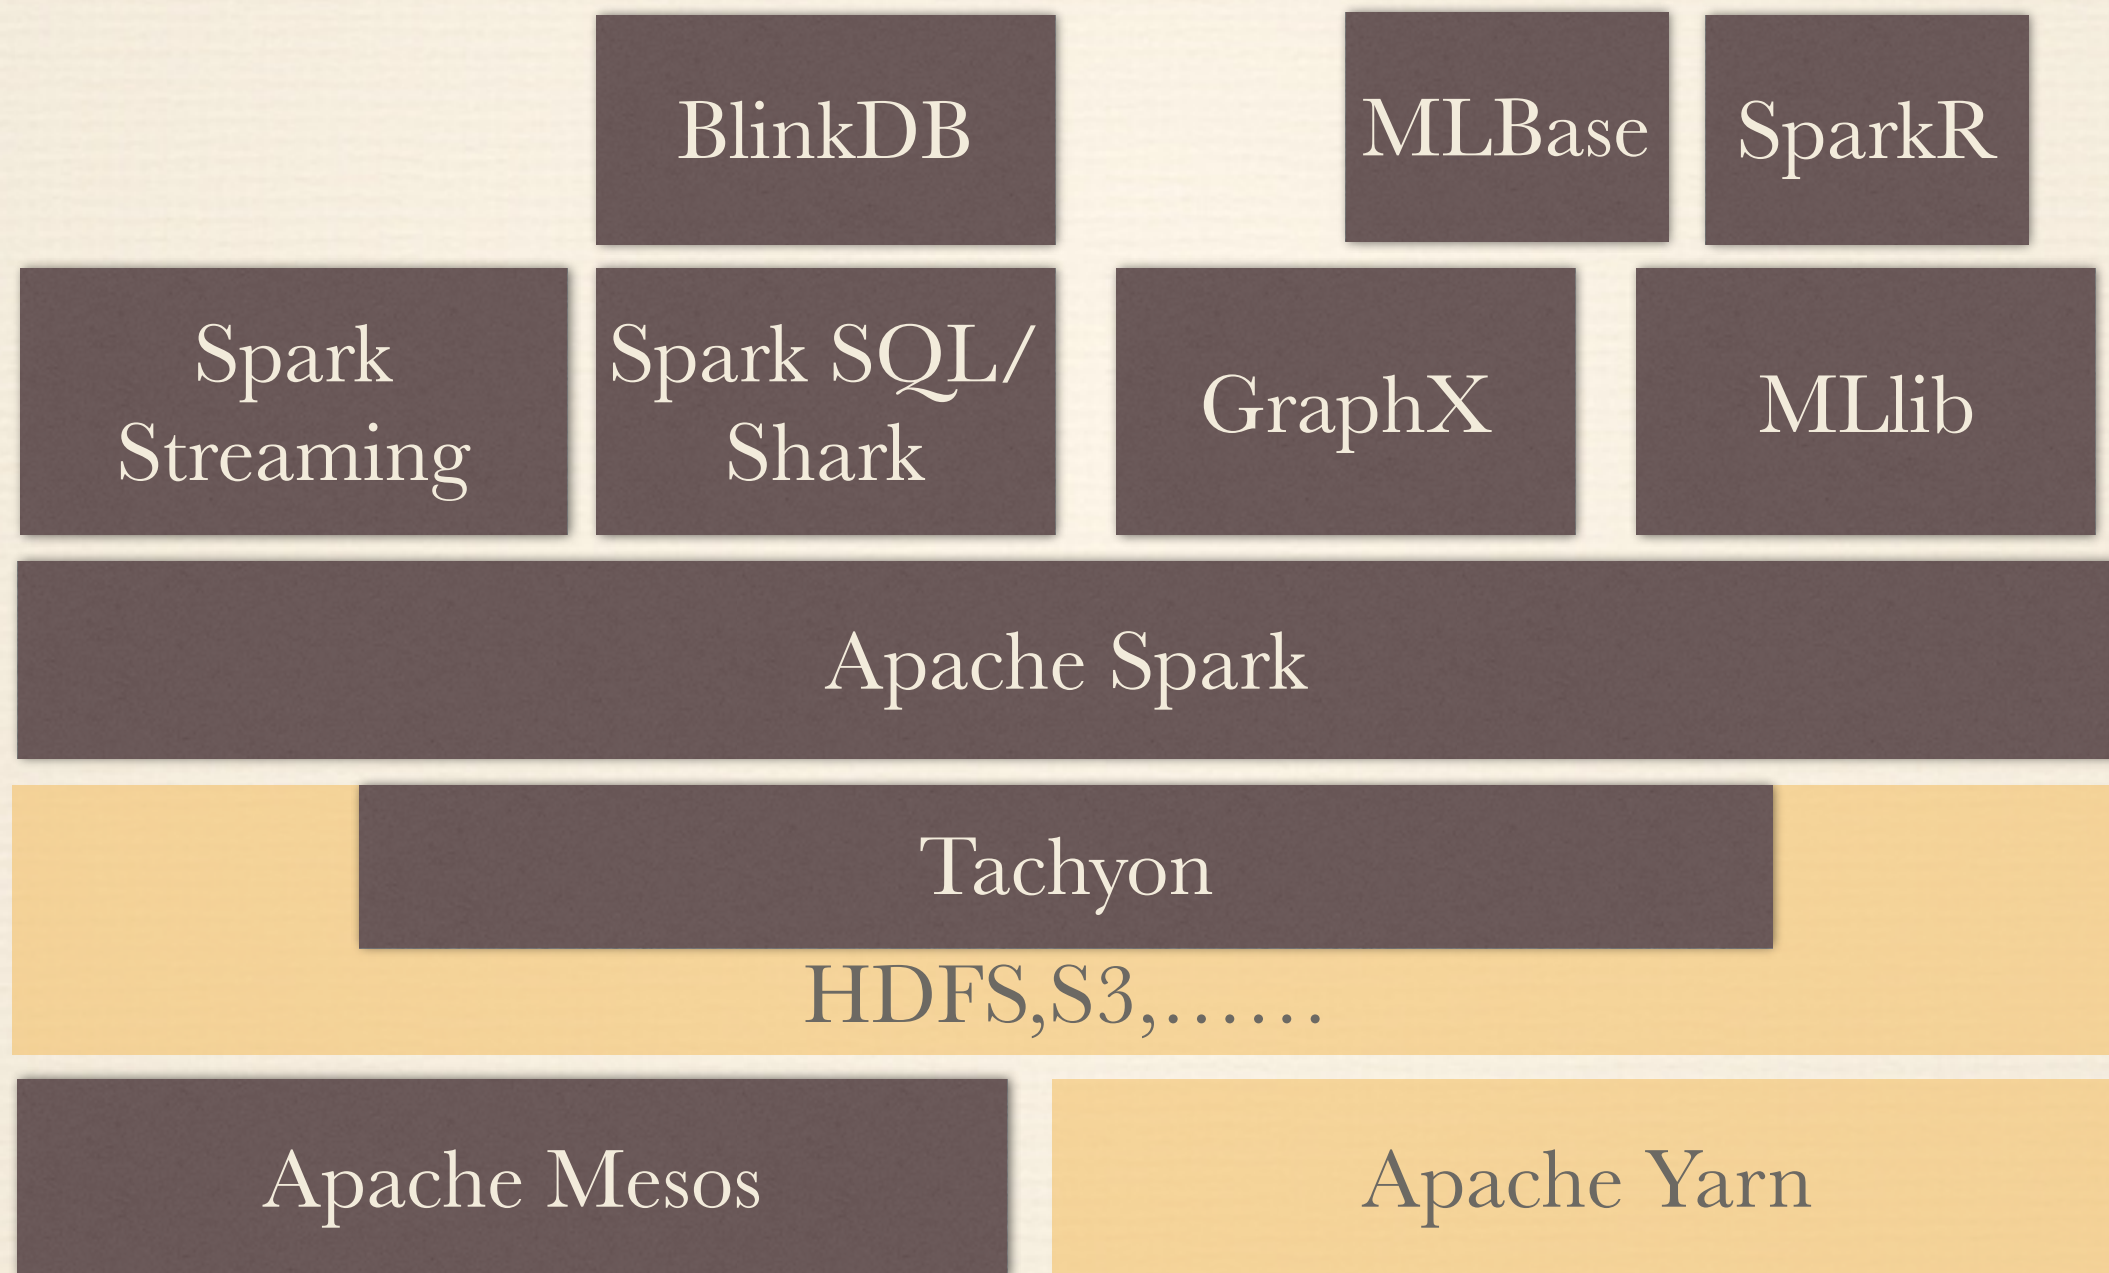 BlinkDB
MLBase
SparkR
Spark
Streaming
Spark SQL/
Shark
GraphX
MLlib
Apache Spark
Tachyon
HDFS,S3,……
Apache Mesos
Apache Yarn